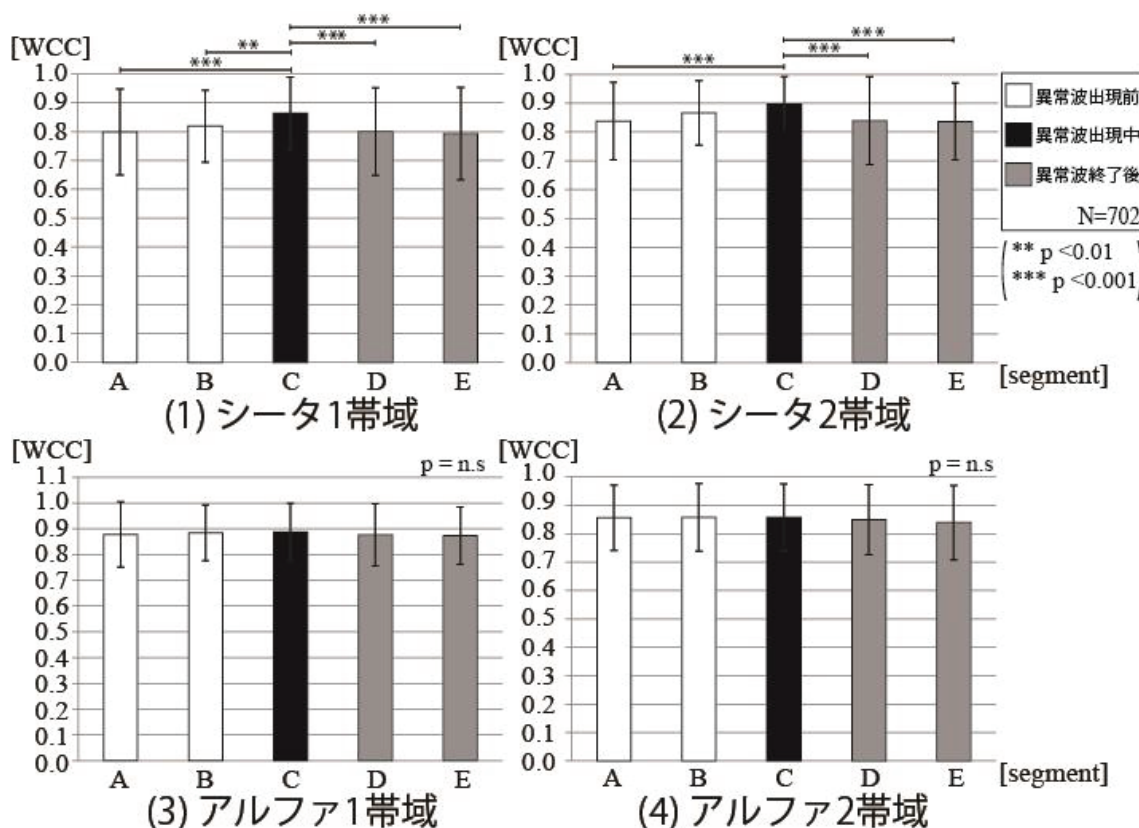 [WCC]
***
**
***
***
1.0
0.9
0.8
0.7
0.6
0.5
0.4
0.3
0.2
0.1
0.0
A B C D E
(1) シータ1帯域
[WCC]
***
***
***
1.0
0.9
0.8
0.7
0.6
0.5
0.4
0.3
0.2
0.1
0.0
A B C D E
[segment]
(2) シータ2帯域
異常波出現前
異常波出現中
異常波終了後
N=702
** p <0.01
*** p <0.001
[WCC]
p = n.s
1.1
1.0
0.9
0.8
0.7
0.6
0.5
0.4
0.3
0.2
0.1
0.0
A B C D E
(3) アルファ1帯域
[WCC]
p = n.s
1.0
0.9
0.8
0.7
0.6
0.5
0.4
0.3
0.2
0.1
0.0
A B C D E
[segment]
(4) アルファ2帯域